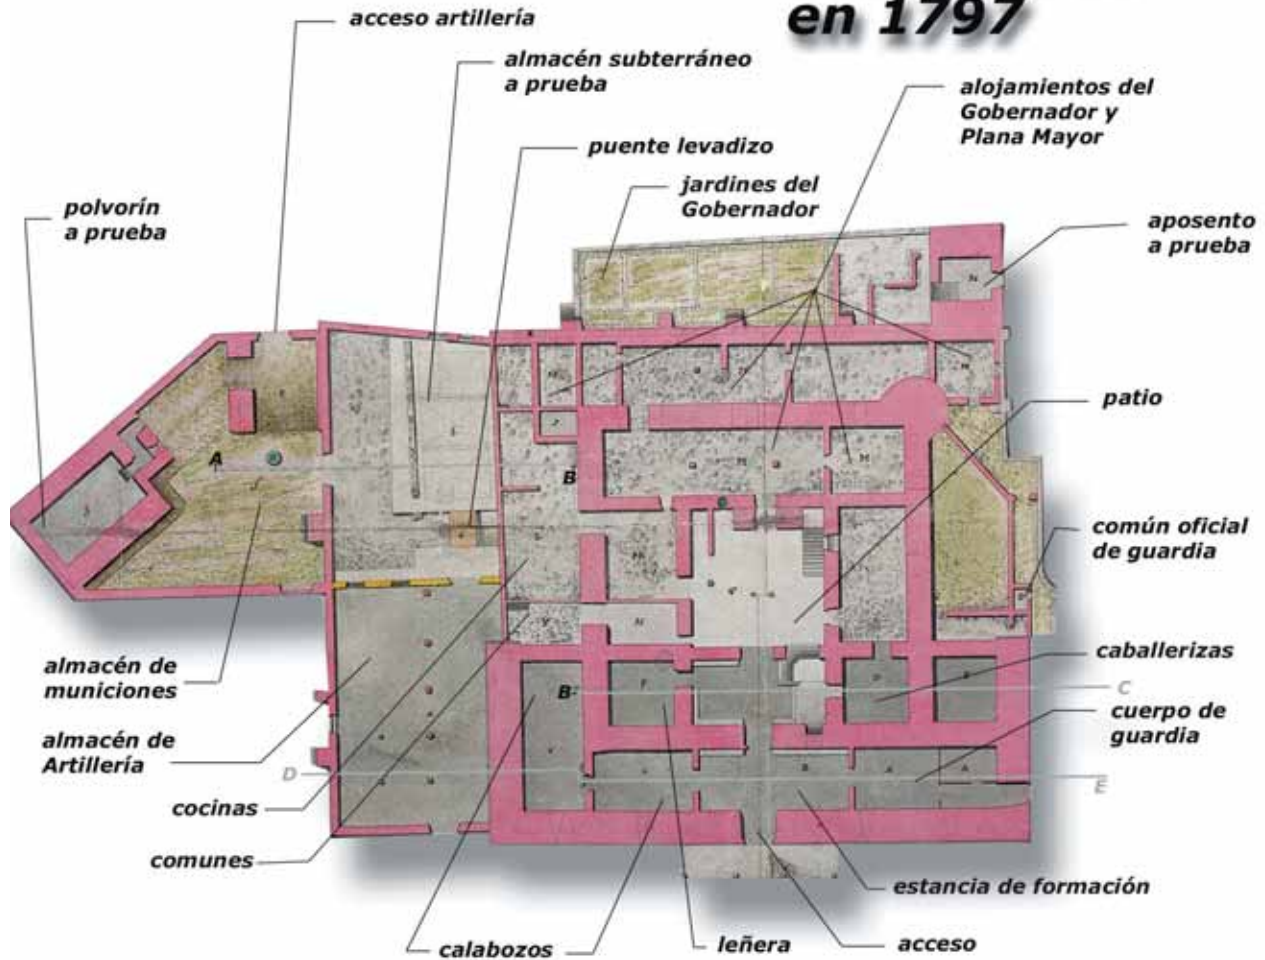 en 1797
acceso artillería
almacén subterráneo
a prueba
alojamientos del
Gobernador y
Plana Mayor
puente levadizo
jardines del
Gobernador
polvorín
a prueba
aposento
a prueba
patio
A
B
común oficial
de guardia
almacén de
municiones
caballerizas
B
C
cuerpo de
guardia
almacén de
Artillería
D
E
cocinas
comunes
estancia de formación
calabozos
leñera
acceso